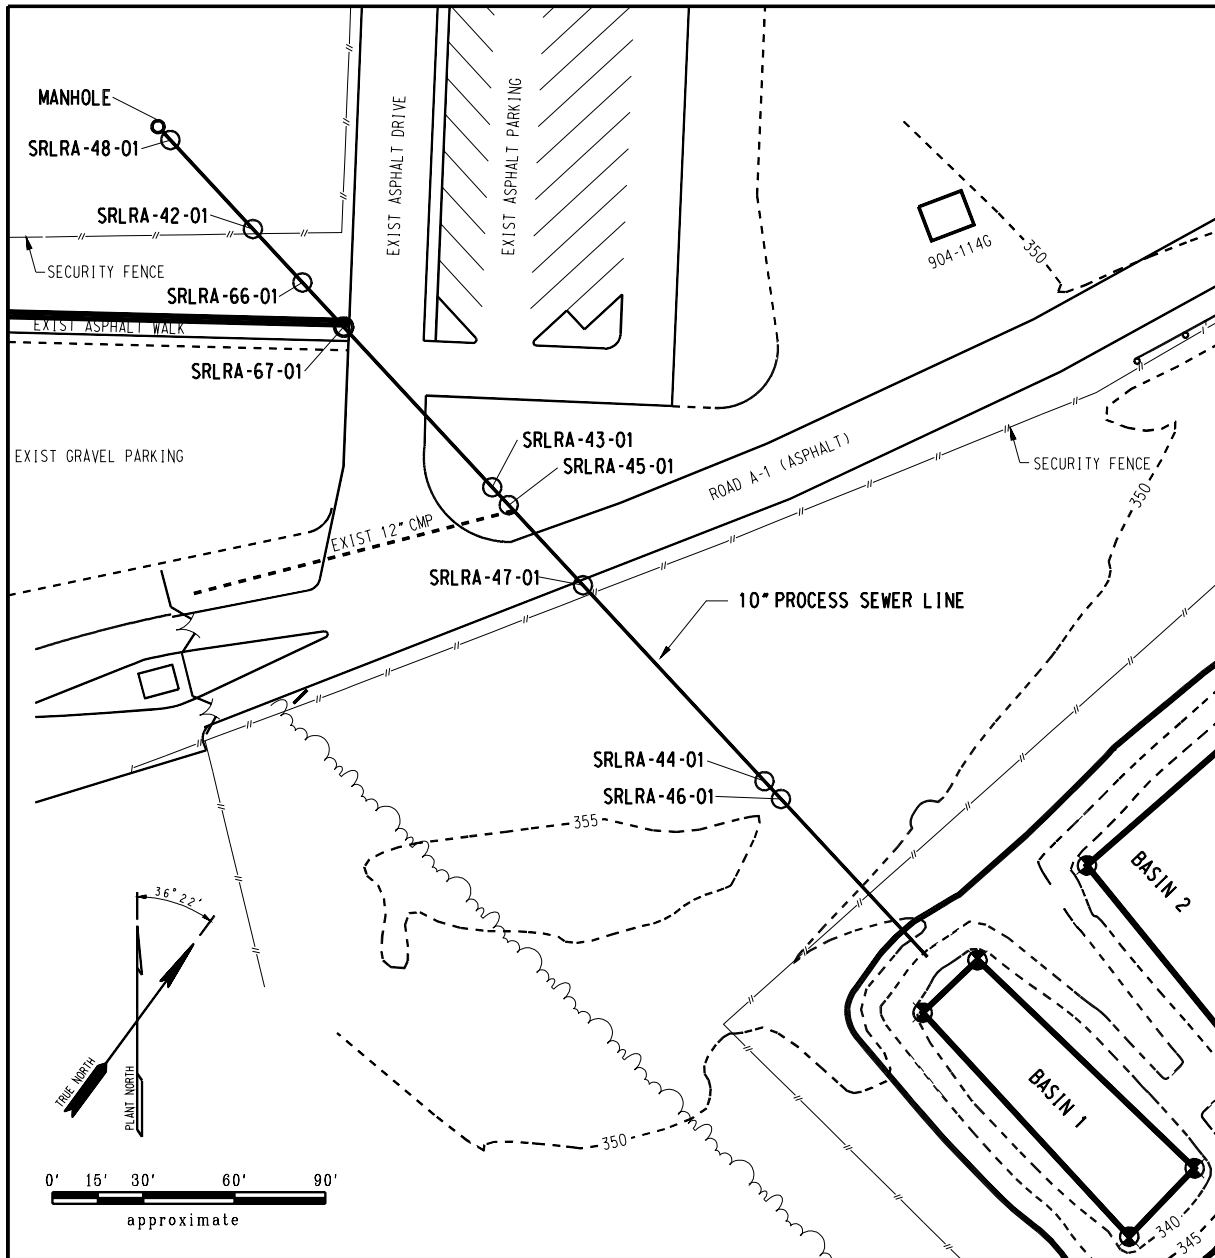 MANHOLE
SRLRA-48-01
SRLRA-42-01
SECURITY FENCE
SRLRA-66-01
EXIST ASPHALT WALK
SRLRA-67-01
EXIST ASPHALT DRIVE
EXIST ASPHALT PARKING
904-114G
350
EXIST GRAVEL PARKING
SRLRA-43-01
SRLRA-45-01
ROAD A-1 (ASPHALT)
SECURITY FENCE
350
EXIST 12" CMP
SRLRA-47-01
10" PROCESS SEWER LINE
SRLRA-44-01
SRLRA-46-01
355
BASIN 2
36°22'
TRUE NORTH
PLANT NORTH
BASIN 1
350
340
345
0' 15' 30' 60' 90'
approximate